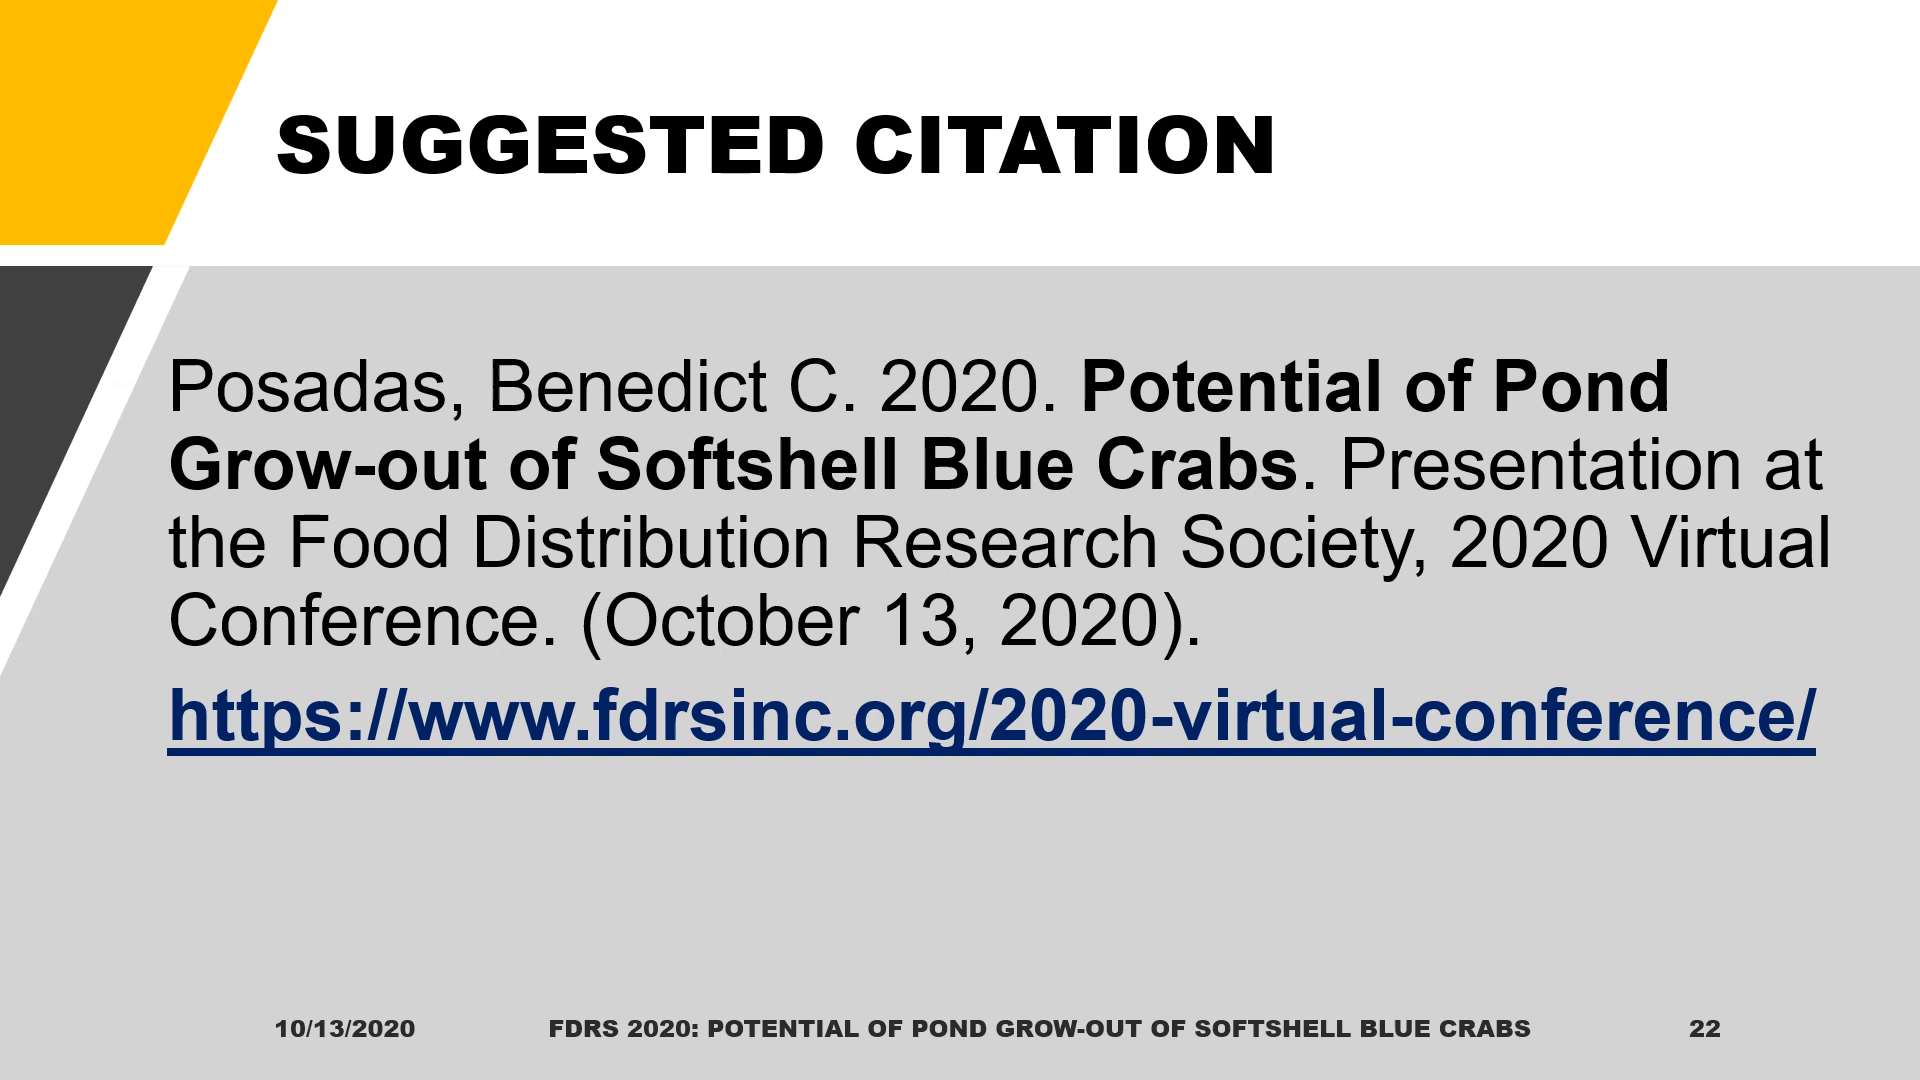 SUGGESTED CITATION
Posadas, Benedict C. 2020. Potential of Pond
Grow-out of Softshell Blue Crabs. Presentation at
the Food Distribution Research Society, 2020 Virtual
Conference. (October 13, 2020).
https://www.fdrsinc.org/2020-virtual-conference/
10/13/2020 FDRS 2020: POTENTIAL OF POND GROW-OUT OF SOFTSHELL BLUE CRABS 22